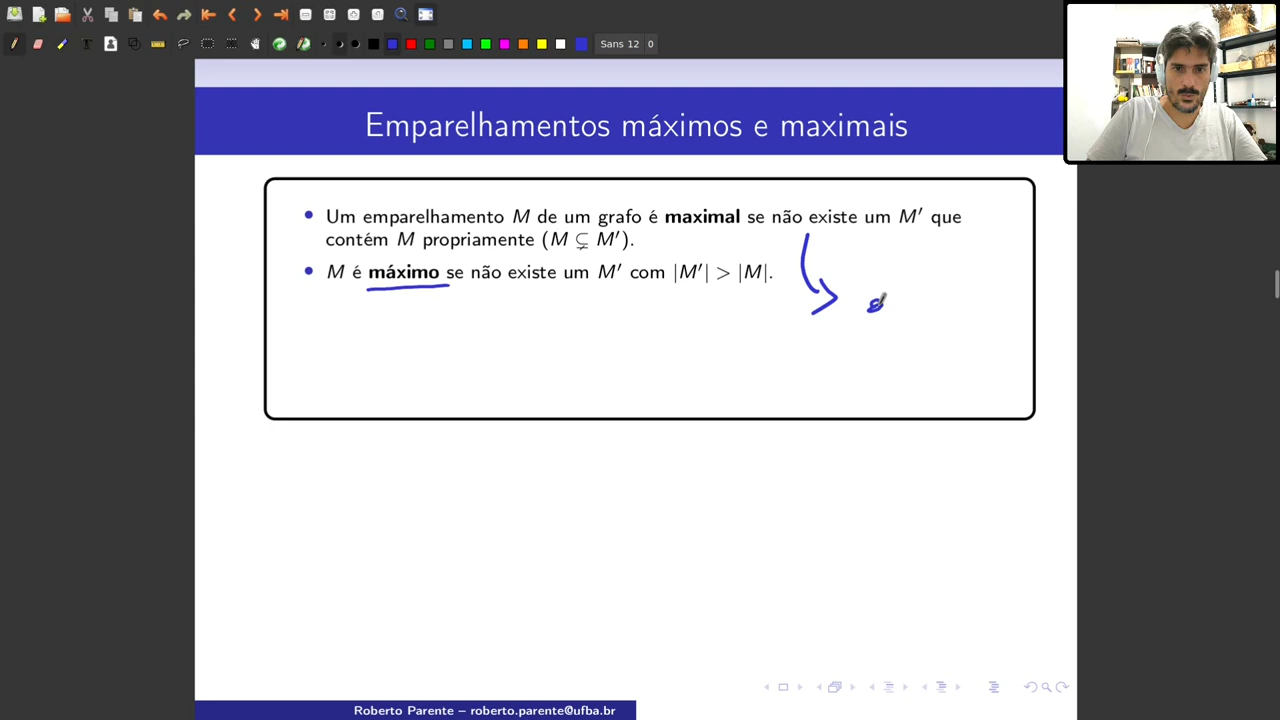 Sans 12 0
Emparelhamentos máximos e maximais
• Um emparelhamento M de um grafo é maximal se não existe um M′ que
contém M propriamente (M ⊊ M′).
• M é máximo se não existe um M′ com |M′| > |M|.
Roberto Parente – roberto.parente@ufba.br